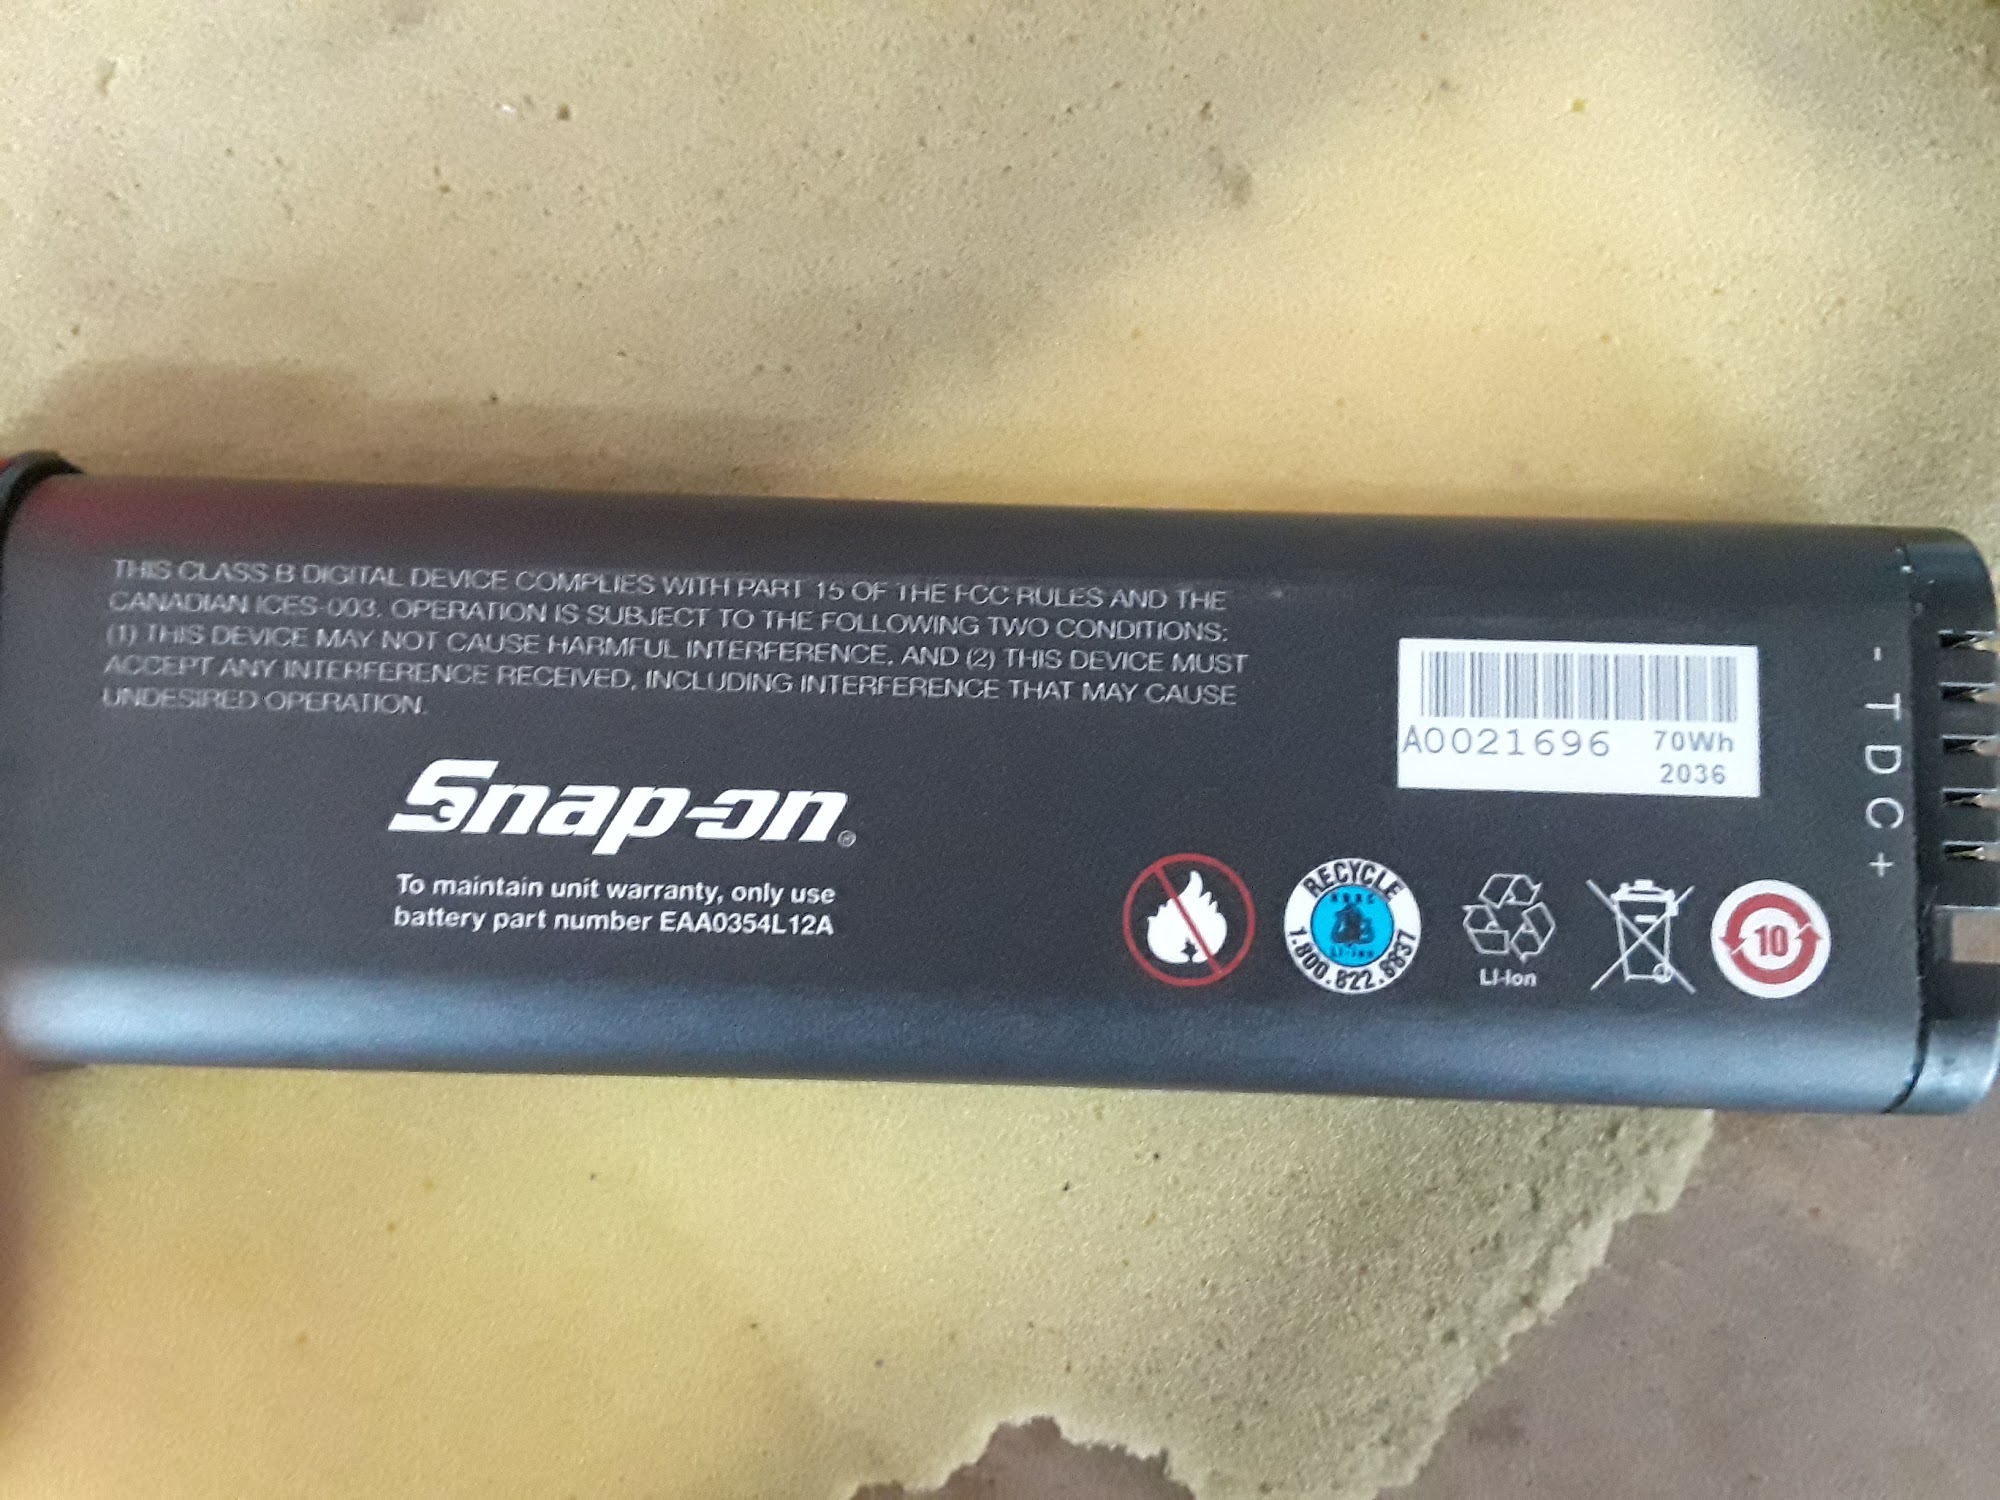 THIS CLASS B DIGITAL DEVICE COMPLIES WITH PART 15 OF THE FCC RULES AND THE
CANADIAN ICES-003. OPERATION IS SUBJECT TO THE FOLLOWING TWO CONDITIONS:
(1) THIS DEVICE MAY NOT CAUSE HARMFUL INTERFERENCE, AND (2) THIS DEVICE MUST
ACCEPT ANY INTERFERENCE RECEIVED, INCLUDING INTERFERENCE THAT MAY CAUSE
UNDESIRED OPERATION.
Snap-on®
To maintain unit warranty, only use
battery part number EAA0354L12A
A0021696 70Wh
2036
- T D C +
RECYCLE
RBRC
Li-Ion
1.800.822.8837
LI-Ion
10